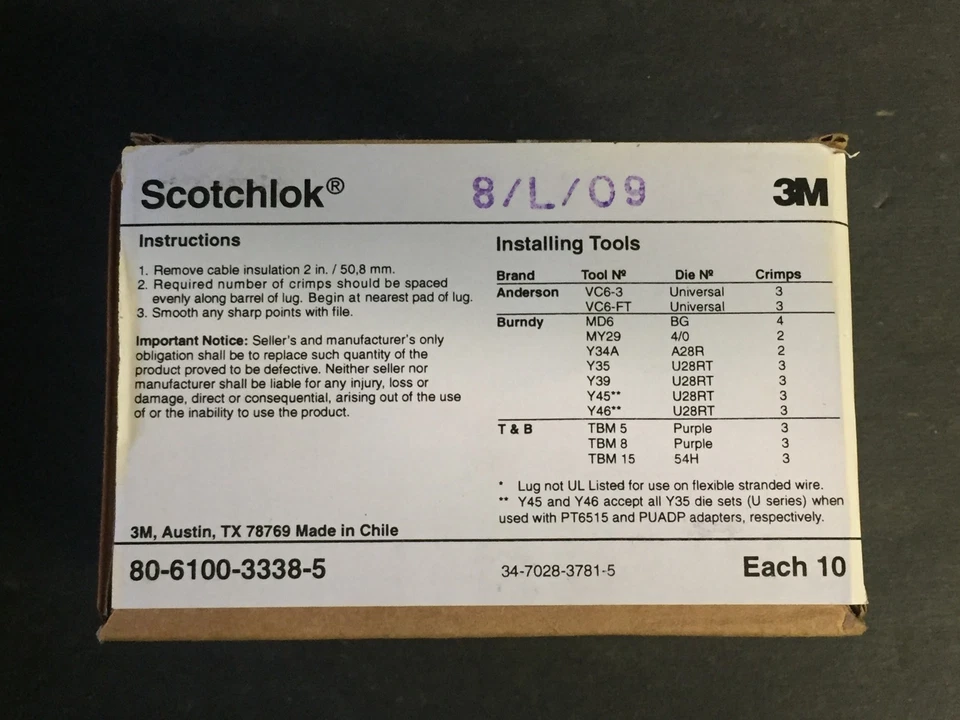 Scotchlok® 8/L/09 3M
Instructions
1. Remove cable insulation 2 in. / 50,8 mm.
2. Required number of crimps should be spaced
evenly along barrel of lug. Begin at nearest pad of lug.
3. Smooth any sharp points with file.
Important Notice: Seller's and manufacturer's only
obligation shall be to replace such quantity of the
product proved to be defective. Neither seller nor
manufacturer shall be liable for any injury, loss or
damage, direct or consequential, arising out of the use
of or the inability to use the product.
3M, Austin, TX 78769 Made in Chile
Installing Tools
Brand Tool Nº Die Nº Crimps
Anderson VC6-3 Universal 3
VC6-FT Universal 3
Burndy MD6 BG 4
MY29 4/0 2
Y34A A28R 2
Y35 U28RT 3
Y39 U28RT 3
Y45** U28RT 3
Y46** U28RT 3
T & B TBM 5 Purple 3
TBM 8 Purple 3
TBM 15 54H 3
* Lug not UL Listed for use on flexible stranded wire.
** Y45 and Y46 accept all Y35 die sets (U series) when
used with PT6515 and PUADP adapters, respectively.
80-6100-3338-5 34-7028-3781-5 Each 10